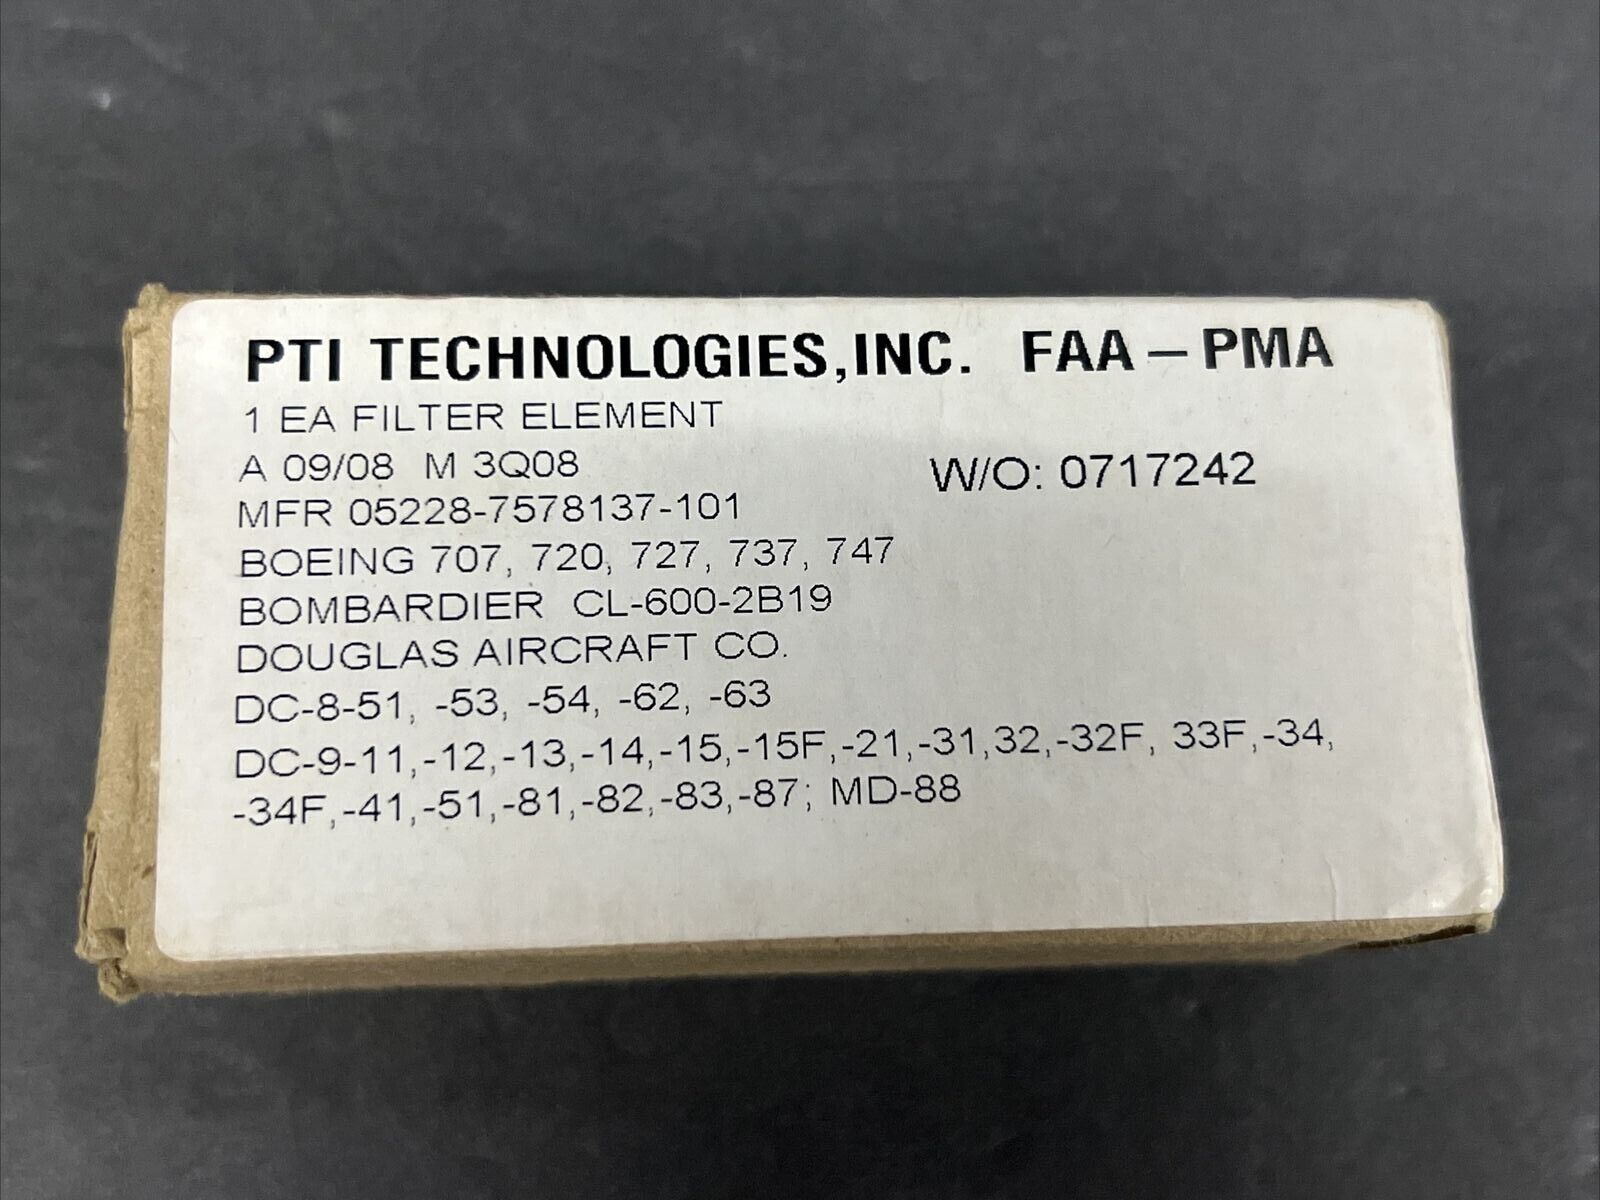 PTI TECHNOLOGIES,INC. FAA – PMA
1 EA FILTER ELEMENT
A 09/08 M 3Q08 W/O: 0717242
MFR 05228-7578137-101
BOEING 707, 720, 727, 737, 747
BOMBARDIER CL-600-2B19
DOUGLAS AIRCRAFT CO.
DC-8-51, -53, -54, -62, -63
DC-9-11,-12,-13,-14,-15,-15F,-21,-31,32,-32F, 33F,-34,
-34F,-41,-51,-81,-82,-83,-87; MD-88